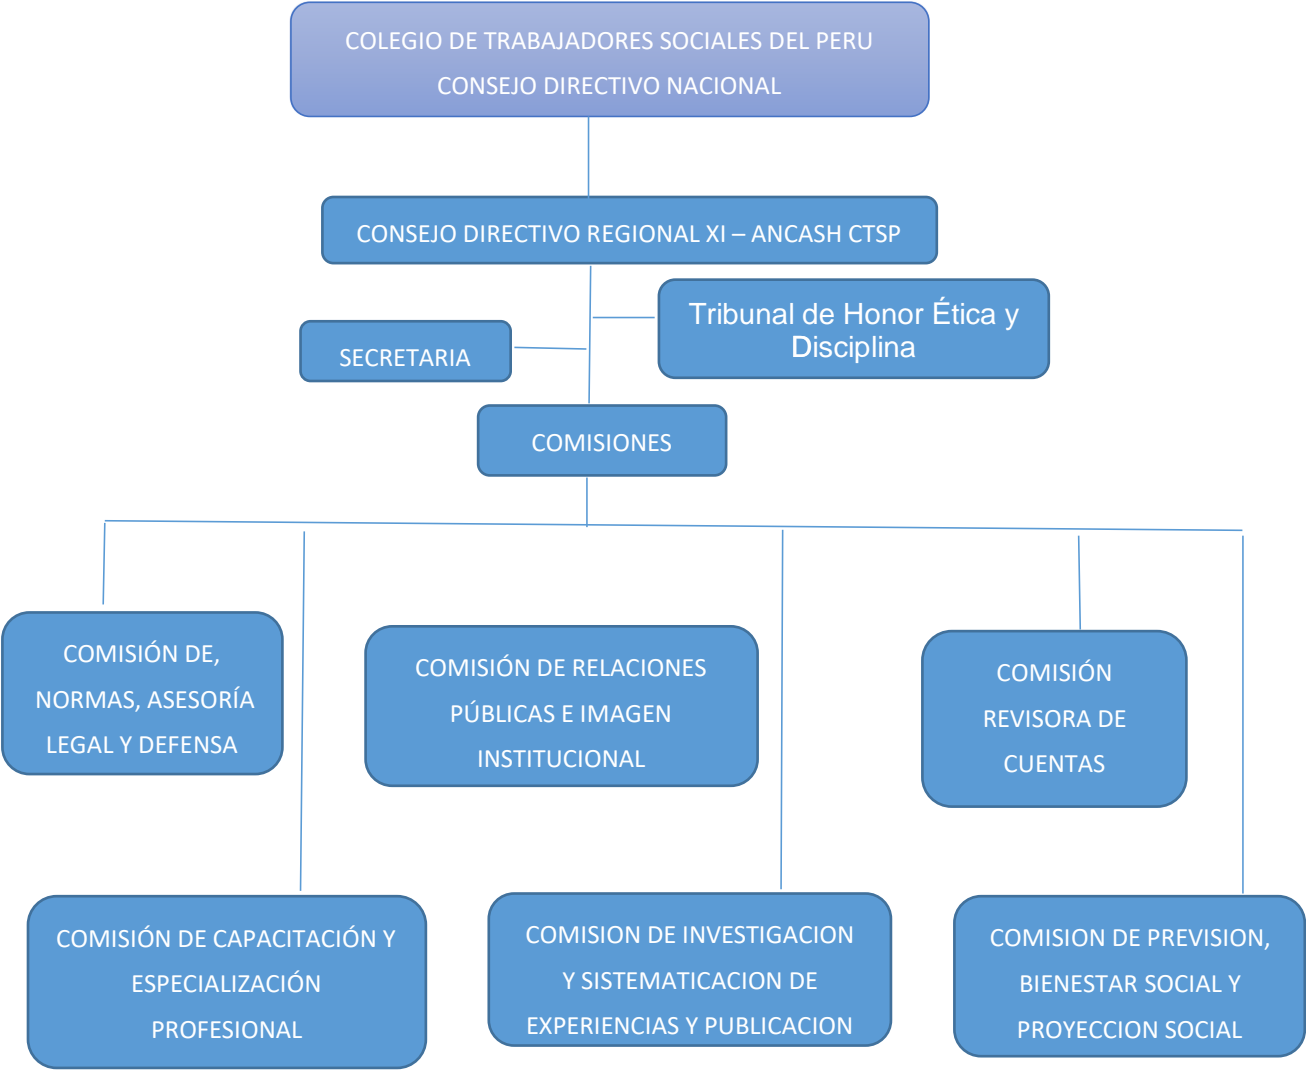 COLEGIO DE TRABAJADORES SOCIALES DEL PERU
CONSEJO DIRECTIVO NACIONAL
CONSEJO DIRECTIVO REGIONAL XI – ANCASH CTSP
Tribunal de Honor Ética y
Disciplina
SECRETARIA
COMISIONES
COMISIÓN DE,
NORMAS, ASESORÍA
LEGAL Y DEFENSA
COMISIÓN DE RELACIONES
PÚBLICAS E IMAGEN
INSTITUCIONAL
COMISIÓN
REVISORA DE
CUENTAS
COMISIÓN DE CAPACITACIÓN Y
ESPECIALIZACIÓN
PROFESIONAL
COMISION DE INVESTIGACION
Y SISTEMATICACION DE
EXPERIENCIAS Y PUBLICACION
COMISION DE PREVISION,
BIENESTAR SOCIAL Y
PROYECCION SOCIAL